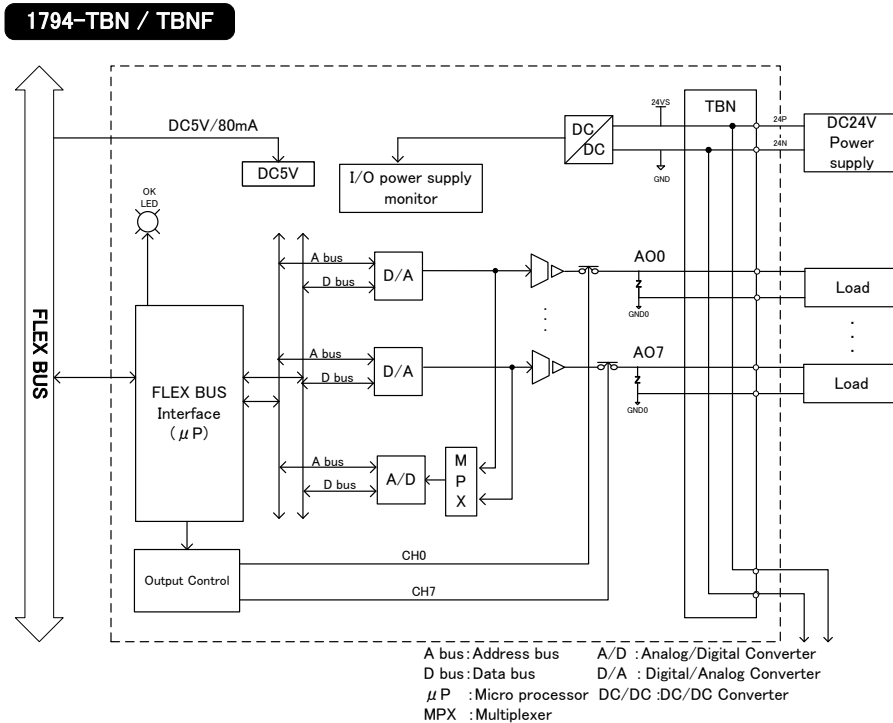 1794-TBN / TBNF
DC5V/80mA
DC5V
I/O power supply
monitor
DC
DC
24VS
GND
TBN
24P
24N
DC24V
Power
supply
OK
LED
FLEX BUS
FLEX BUS
Interface
(μP)
A bus
D bus
D/A
AO0
GND0
Load
A bus
D bus
D/A
AO7
GND0
Load
A bus
D bus
A/D
M
P
X
Output Control
CH0
CH7
A bus:Address bus A/D :Analog/Digital Converter
D bus:Data bus D/A : Digital/Analog Converter
μP :Micro processor DC/DC :DC/DC Converter
MPX :Multiplexer